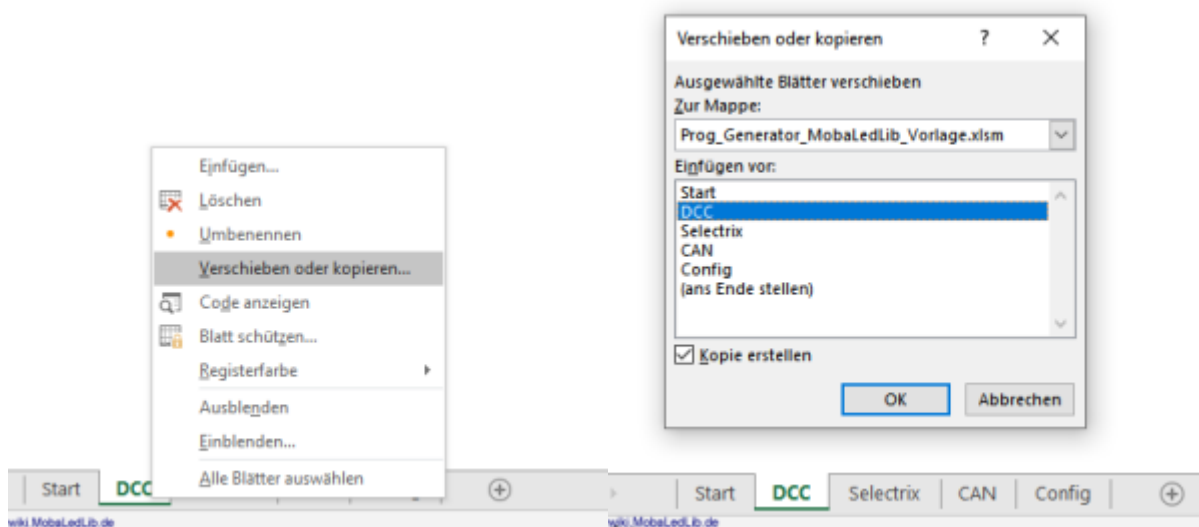 Einfügen...
Löschen
Umbenennen
Verschieben oder kopieren...
Code anzeigen
Blatt schützen...
Registerfarbe
Ausblenden
Einblenden...
Alle Blätter auswählen
Start DCC
wiki.MobaLedLib.de
Verschieben oder kopieren ? ×
Ausgewählte Blätter verschieben
Zur Mappe:
Prog_Generator_MobaLedLib_Vorlage.xlsm
Einfügen vor:
Start
DCC
Selectrix
CAN
Config
(ans Ende stellen)
Kopie erstellen
OK Abbrechen
Start DCC Selectrix CAN Config
wiki.MobaLedLib.de